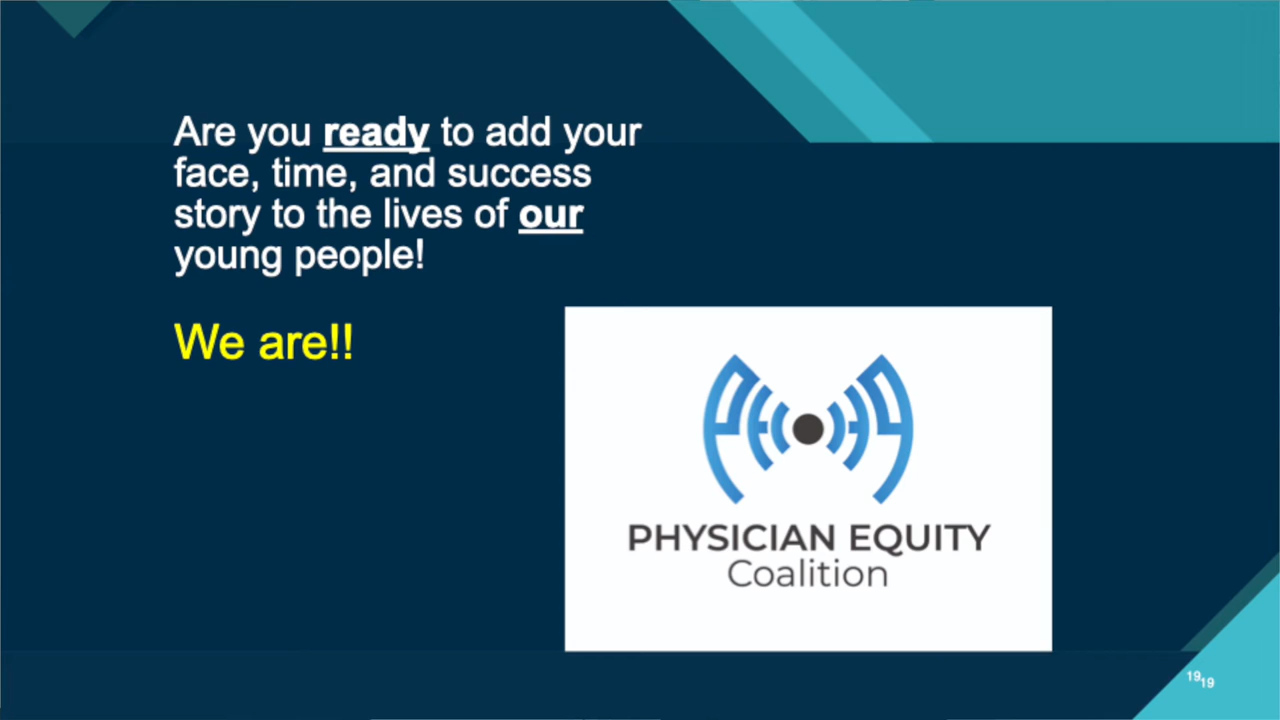 Are you ready to add your
face, time, and success
story to the lives of our
young people!
We are!!
PHYSICIAN EQUITY
Coalition
19
19